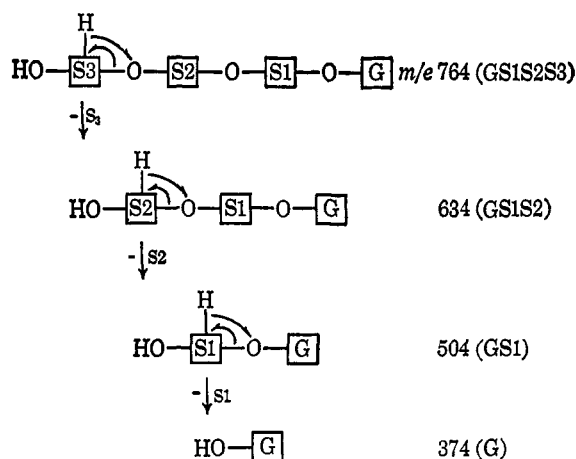 H
HO—S3—O—S2—O—S1—O—G m/e 764 (GS1S2S3)
- S₃
H
HO—S2—O—S1—O—G 634 (GS1S2)
- S2
H
HO—S1—O—G 504 (GS1)
- S1
HO—G 374 (G)